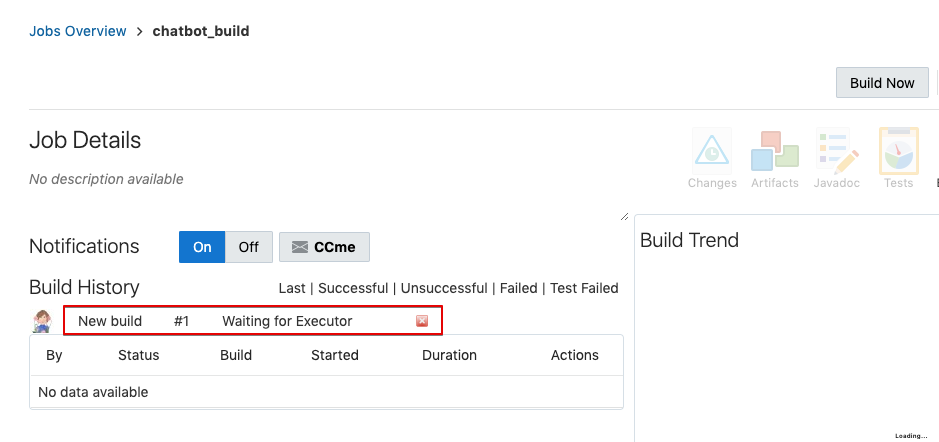 Jobs Overview > chatbot_build
Build Now
Job Details
No description available
Changes Artifacts Javadoc Tests
Notifications On Off CCme
Build Trend
Build History Last | Successful | Unsuccessful | Failed | Test Failed
New build #1 Waiting for Executor
By Status Build Started Duration Actions
No data available
Loading...